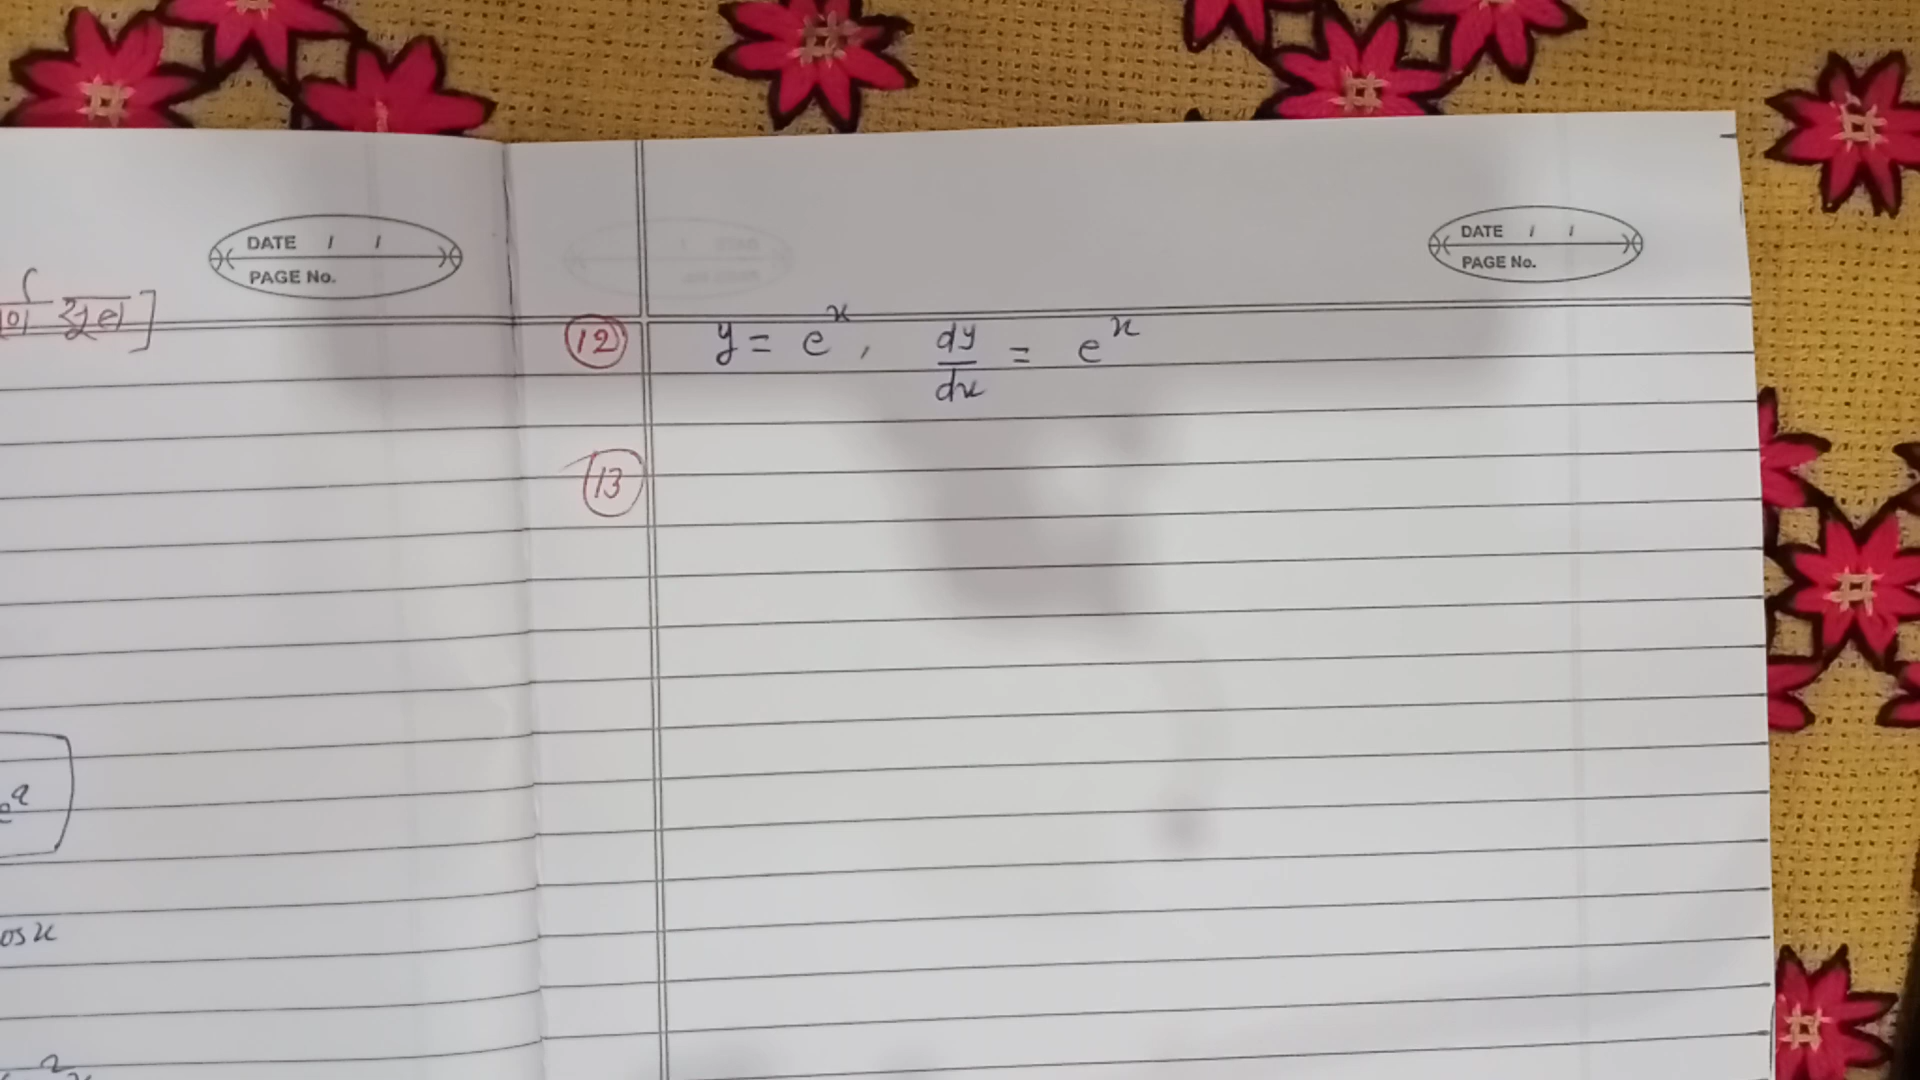 DATE / /
PAGE No.
DATE / /
PAGE No.
(12) y = e^x, dy/dx = e^x
(13)